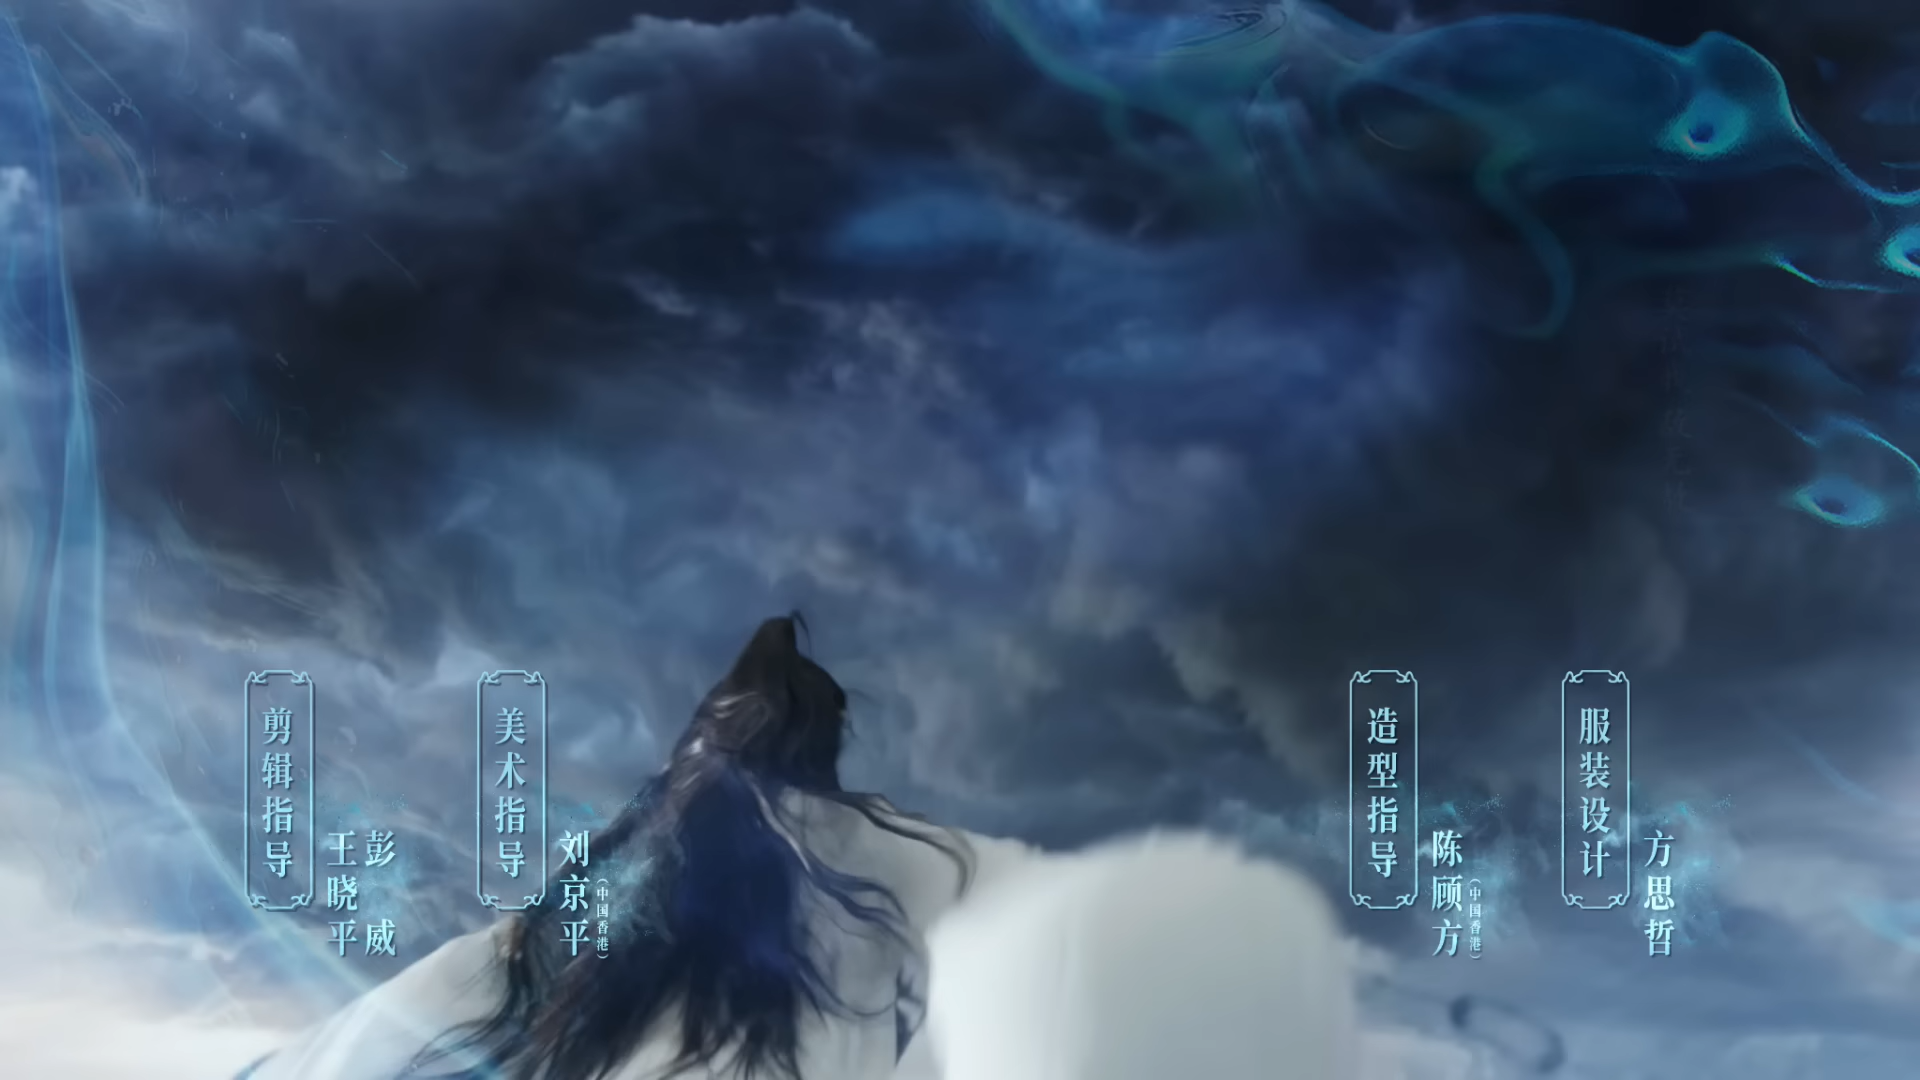 剪辑指导
彭威
王晓平
美术指导
刘京平
（中国香港）
造型指导
陈顾方
（中国香港）
服装设计
方思哲